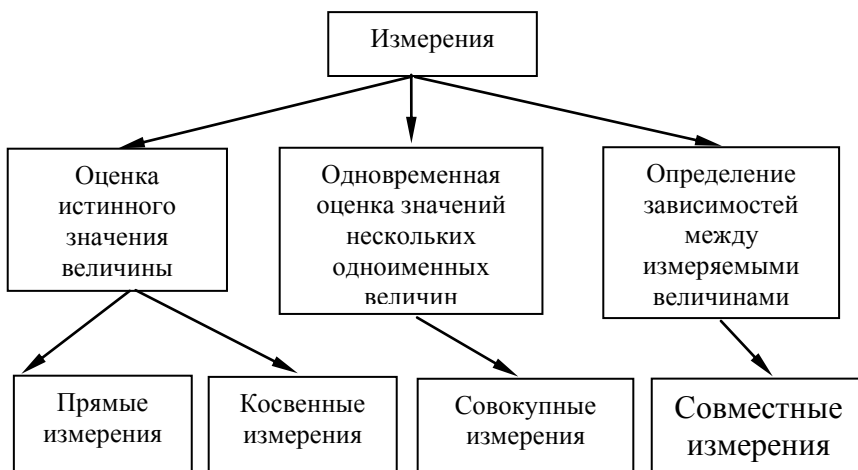 Измерения
Оценка
истинного
значения
величины
Одновременная
оценка значений
нескольких
одноименных
величин
Определение
зависимостей
между
измеряемыми
величинами
Прямые
измерения
Косвенные
измерения
Совокупные
измерения
Совместные
измерения